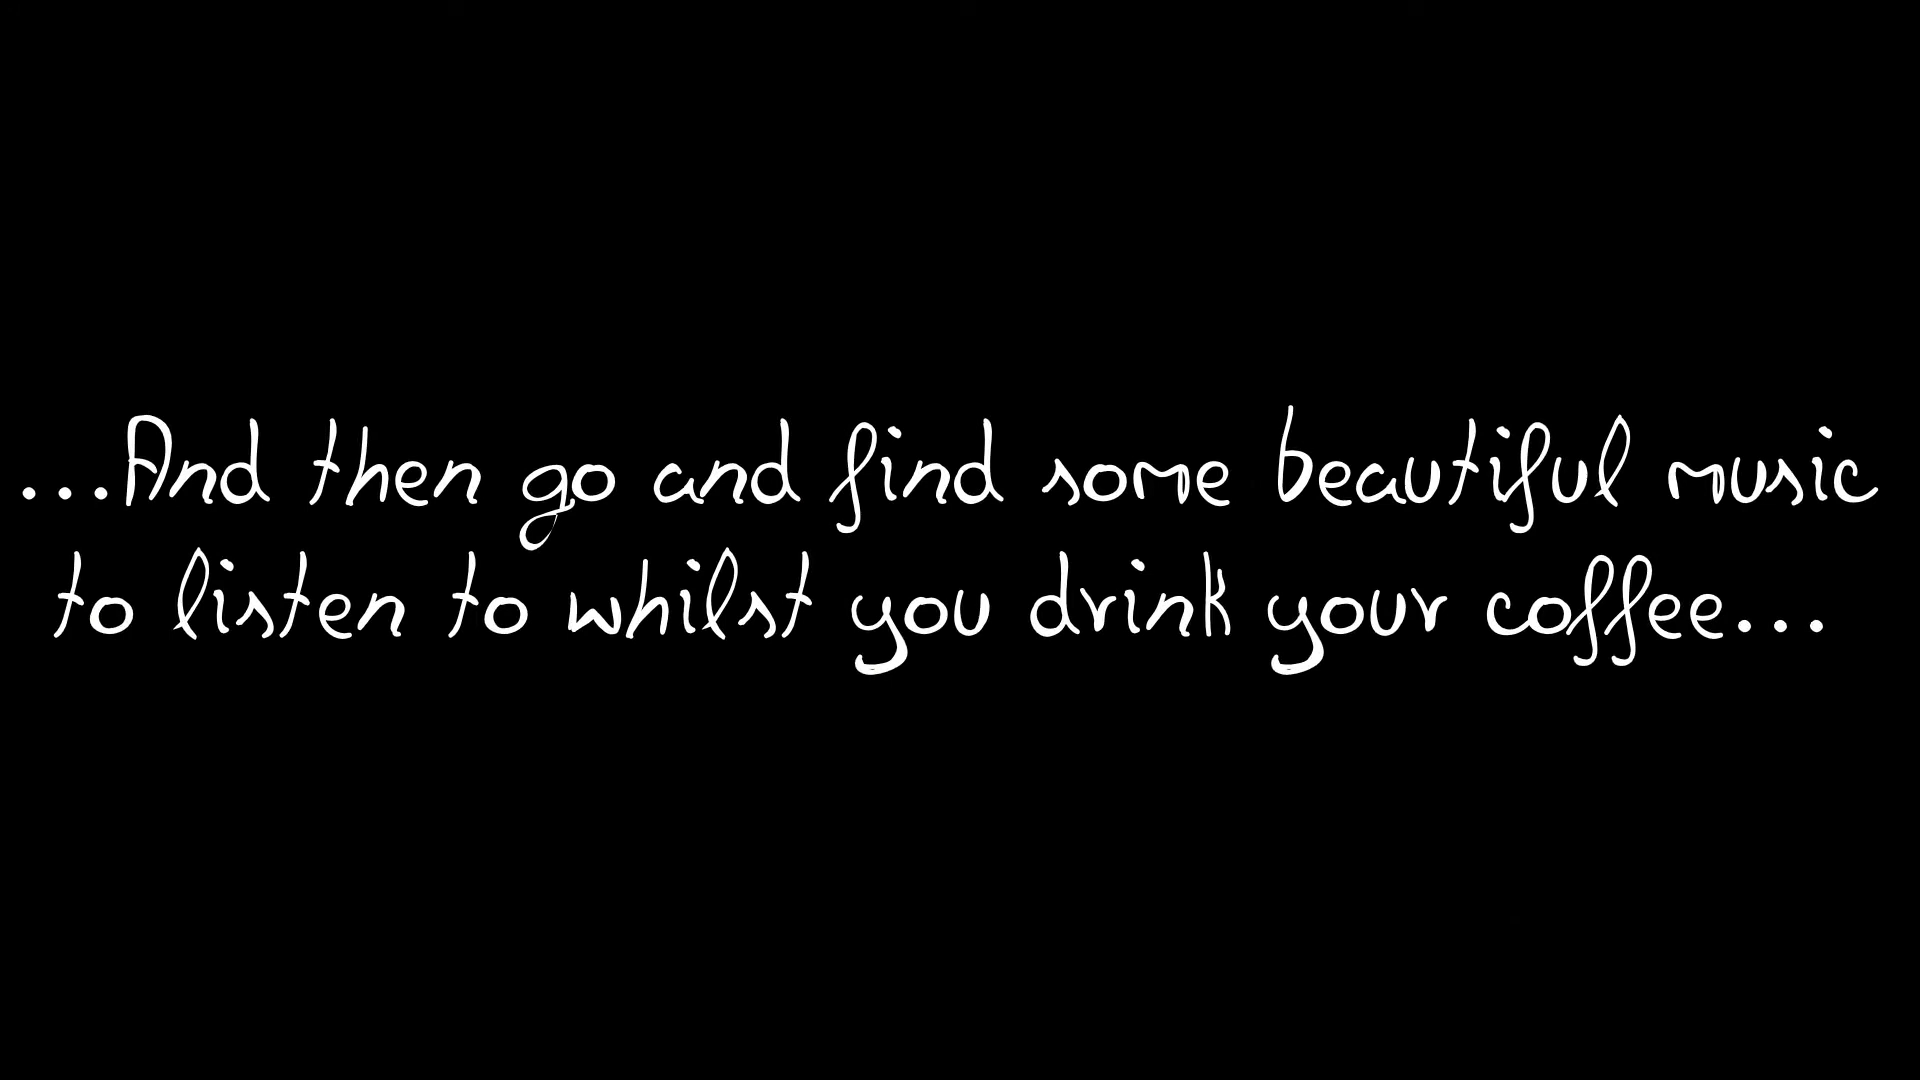 ...And then go and find some beautiful music
to listen to whilst you drink your coffee...